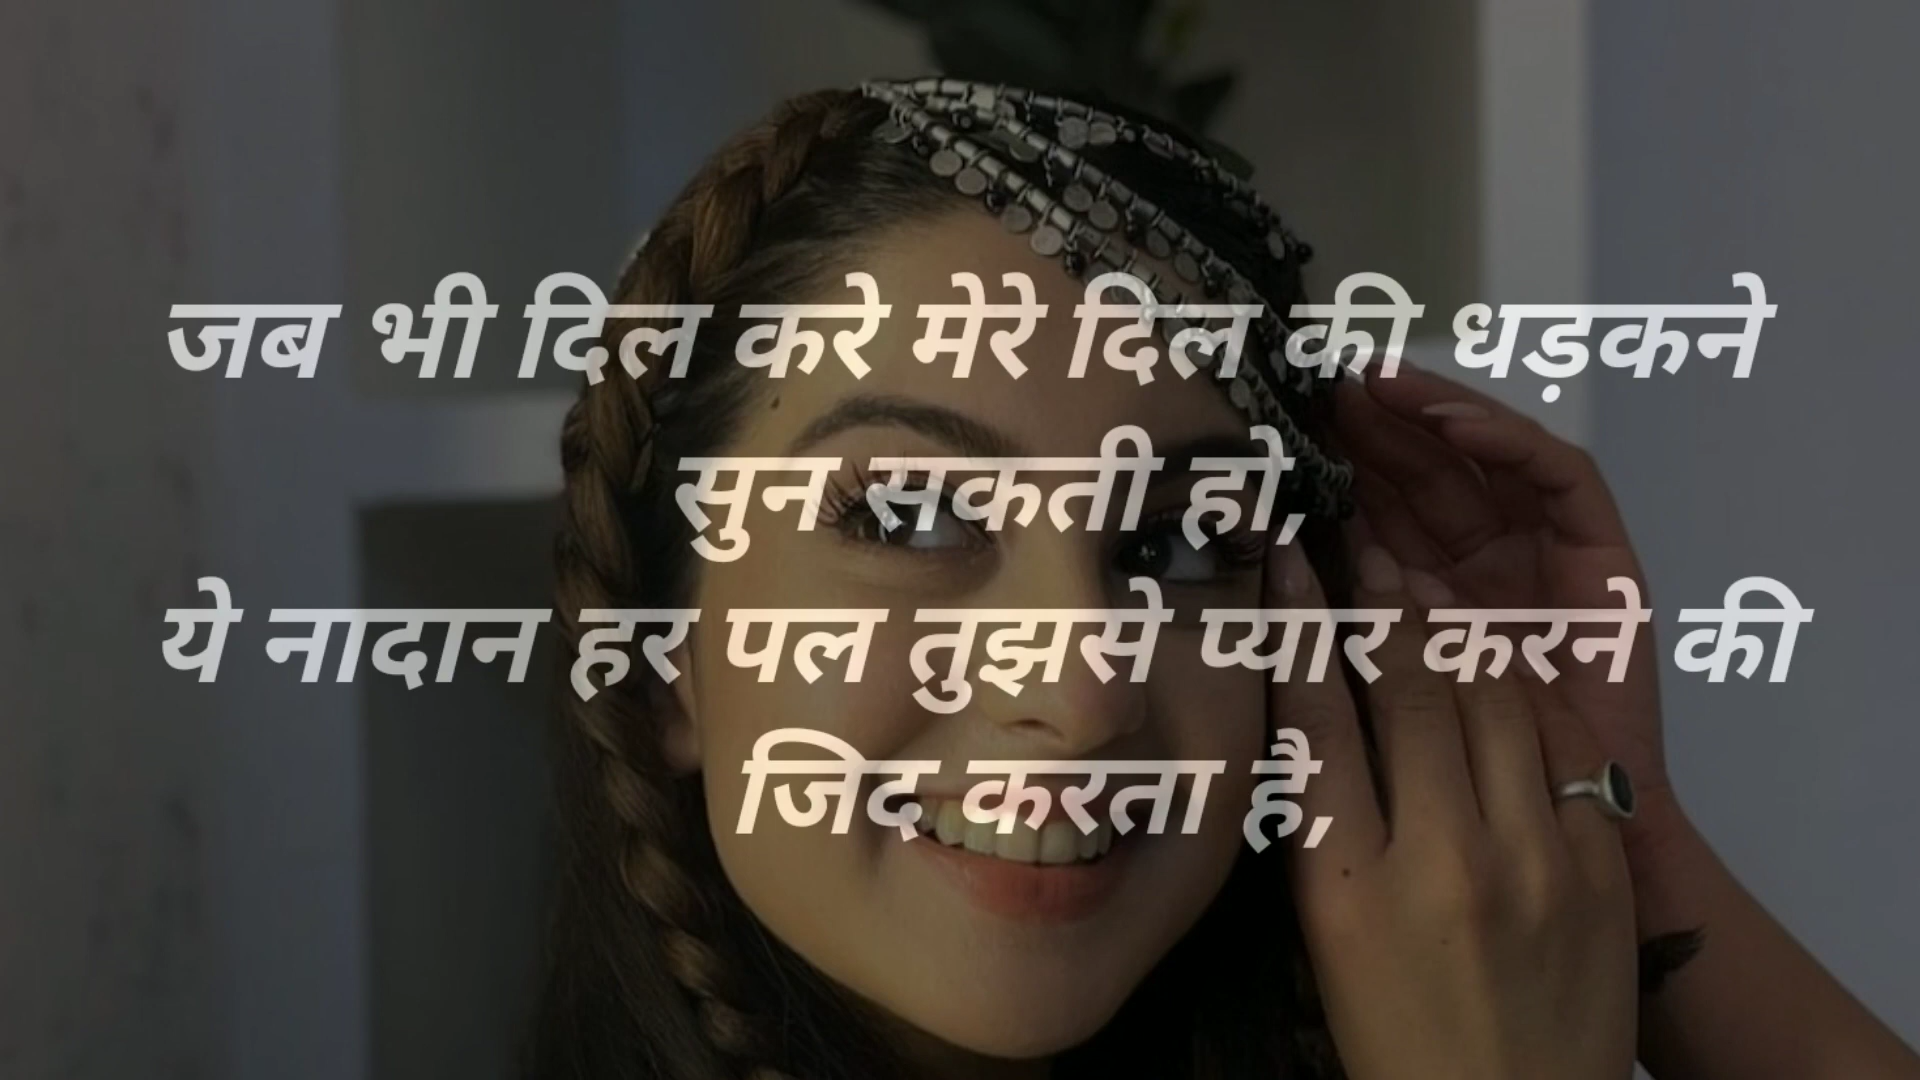 जब भी दिल करे मेरे दिल की धड़कने
सुन सकती हो,
ये नादान हर पल तुझसे प्यार करने की
जिद करता है,